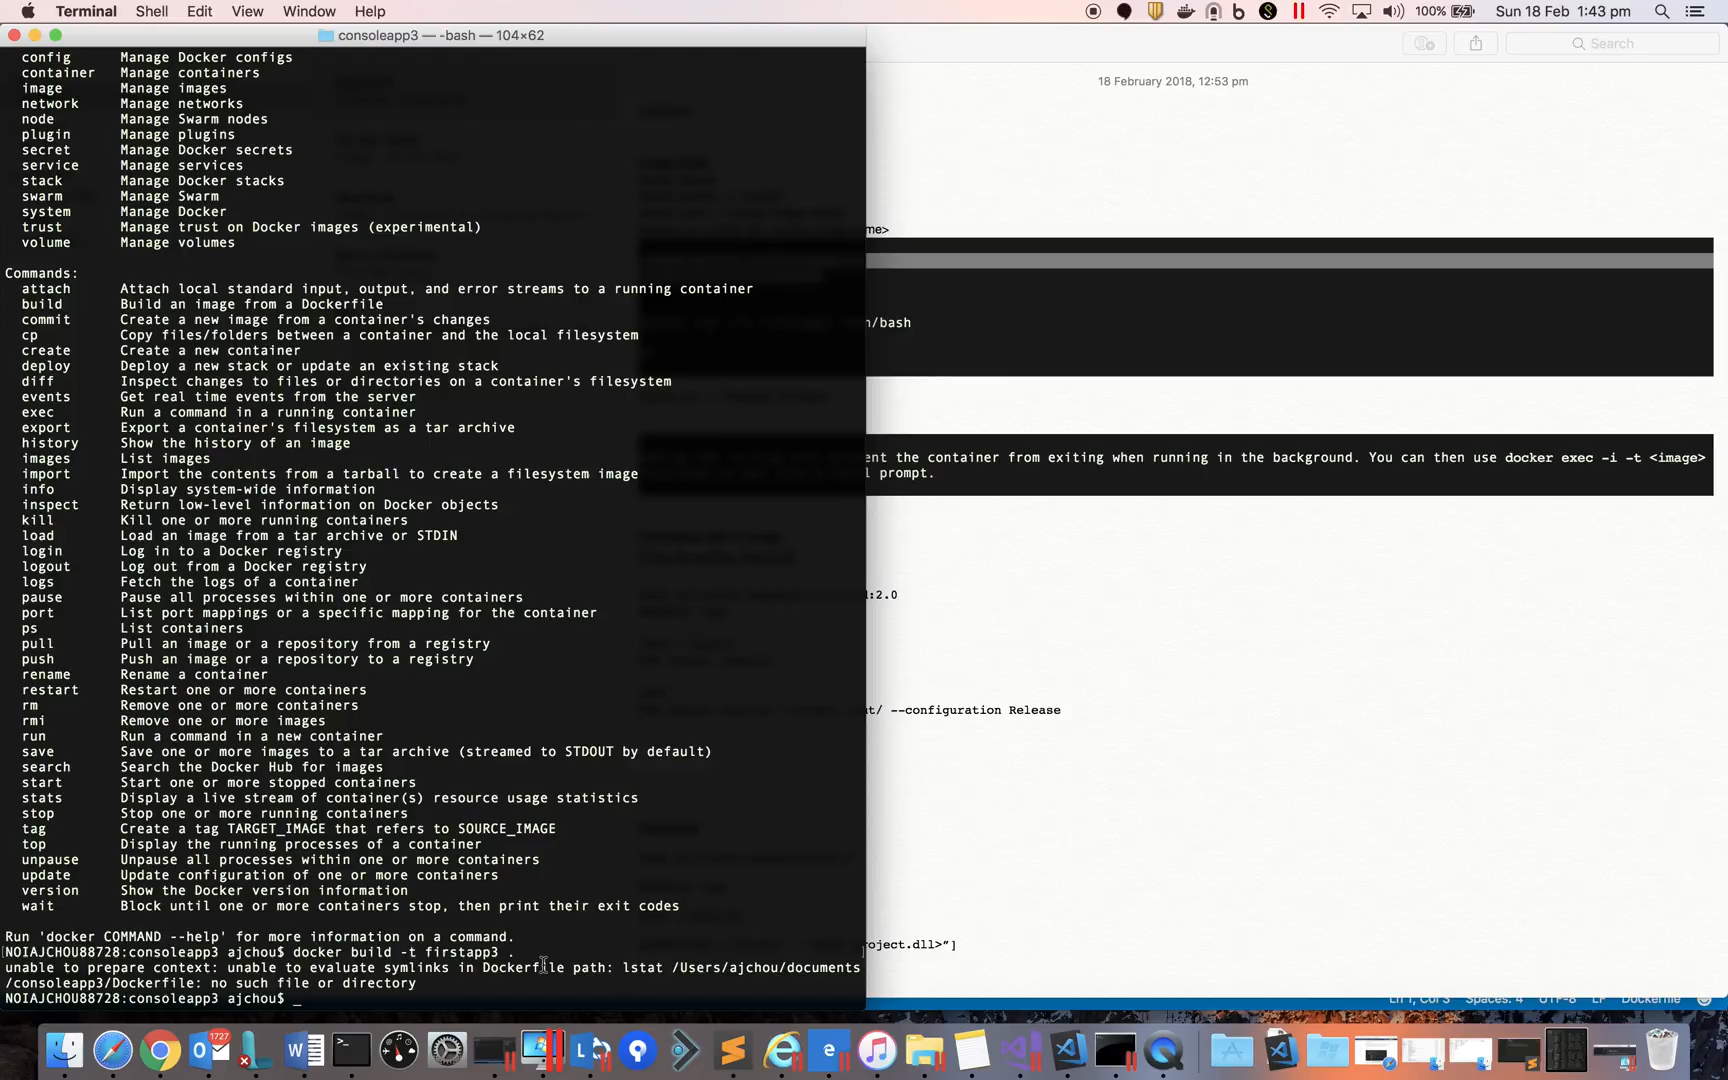 Terminal Shell Edit View Window Help
100% Sun 18 Feb 1:43 pm
consoleapp3 — -bash — 104×62
Search
18 February 2018, 12:53 pm
config Manage Docker configs
container Manage containers
image Manage images
network Manage networks
node Manage Swarm nodes
plugin Manage plugins
secret Manage Docker secrets
service Manage services
stack Manage Docker stacks
swarm Manage Swarm
system Manage Docker
trust Manage trust on Docker images (experimental)
volume Manage volumes
me>
Commands:
attach Attach local standard input, output, and error streams to a running container
build Build an image from a Dockerfile
commit Create a new image from a container's changes
n/bash
cp Copy files/folders between a container and the local filesystem
create Create a new container
deploy Deploy a new stack or update an existing stack
diff Inspect changes to files or directories on a container's filesystem
events Get real time events from the server
exec Run a command in a running container
export Export a container's filesystem as a tar archive
history Show the history of an image
images List images
ent the container from exiting when running in the background. You can then use docker exec -i -t <image>
import Import the contents from a tarball to create a filesystem image
l prompt.
info Display system-wide information
inspect Return low-level information on Docker objects
kill Kill one or more running containers
load Load an image from a tar archive or STDIN
login Log in to a Docker registry
logout Log out from a Docker registry
logs Fetch the logs of a container
pause Pause all processes within one or more containers
l:2.0
port List port mappings or a specific mapping for the container
ps List containers
pull Pull an image or a repository from a registry
push Push an image or a repository to a registry
rename Rename a container
restart Restart one or more containers
rm Remove one or more containers
ut/ --configuration Release
rmi Remove one or more images
run Run a command in a new container
save Save one or more images to a tar archive (streamed to STDOUT by default)
search Search the Docker Hub for images
start Start one or more stopped containers
stats Display a live stream of container(s) resource usage statistics
stop Stop one or more running containers
tag Create a tag TARGET_IMAGE that refers to SOURCE_IMAGE
top Display the running processes of a container
unpause Unpause all processes within one or more containers
update Update configuration of one or more containers
version Show the Docker version information
wait Block until one or more containers stop, then print their exit codes
Run 'docker COMMAND --help' for more information on a command.
oject.dll>"]
[NOIAJCHOU88728:consoleapp3 ajchou$ docker build -t firstapp3 . ]
unable to prepare context: unable to evaluate symlinks in Dockerfile path: lstat /Users/ajchou/documents
/consoleapp3/Dockerfile: no such file or directory
NOIAJCHOU88728:consoleapp3 ajchou$ _
Ln 1, Col 3 Spaces: 4 UTF-8 LF Dockerfile
1727